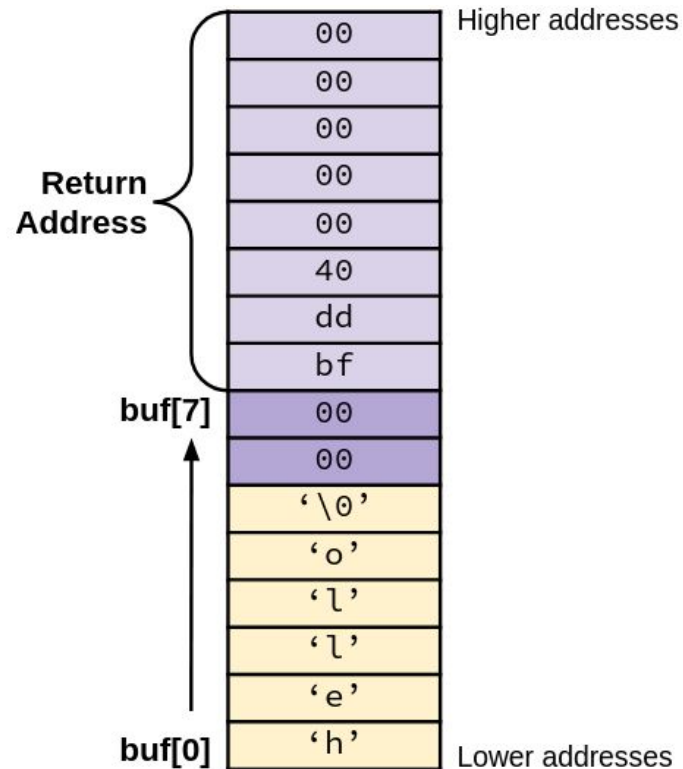 00
Higher addresses
00
00
00
Return
Address
00
40
dd
bf
buf[7]
00
00
‘\0’
‘o’
‘l’
‘l’
‘e’
buf[0]
‘h’
Lower addresses